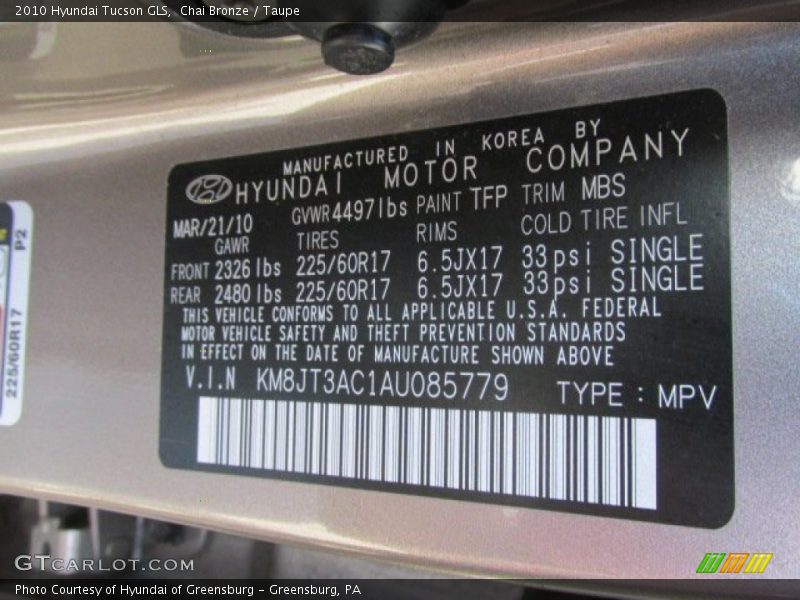 2010 Hyundai Tucson GLS, Chai Bronze / Taupe
MANUFACTURED IN KOREA BY
HYUNDAI MOTOR COMPANY
MAR/21/10 GVWR 4497lbs PAINT TFP TRIM MBS
GAWR TIRES RIMS COLD TIRE INFL
FRONT 2326 lbs 225/60R17 6.5JX17 33psi SINGLE
REAR 2480 lbs 225/60R17 6.5JX17 33psi SINGLE
THIS VEHICLE CONFORMS TO ALL APPLICABLE U.S.A. FEDERAL
MOTOR VEHICLE SAFETY AND THEFT PREVENTION STANDARDS
IN EFFECT ON THE DATE OF MANUFACTURE SHOWN ABOVE
V.I.N KM8JT3AC1AU085779 TYPE : MPV
P2
225/60R17
GTCARLOT.COM
Photo Courtesy of Hyundai of Greensburg – Greensburg, PA